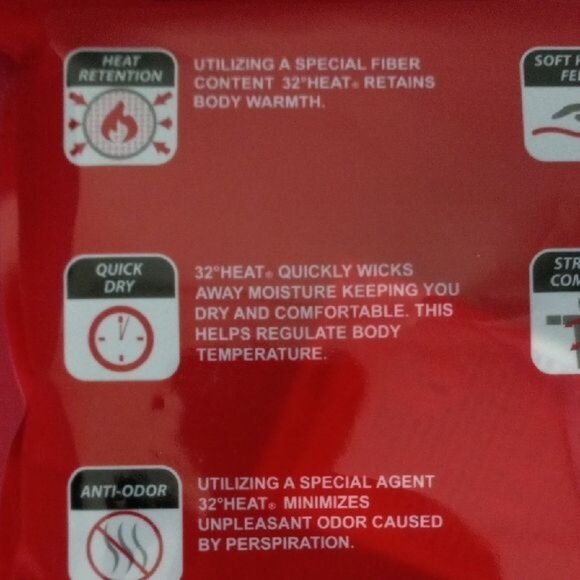 HEAT
RETENTION
UTILIZING A SPECIAL FIBER
CONTENT 32°HEAT® RETAINS
BODY WARMTH.
SOFT
QUICK
DRY
32°HEAT® QUICKLY WICKS
AWAY MOISTURE KEEPING YOU
DRY AND COMFORTABLE. THIS
HELPS REGULATE BODY
TEMPERATURE.
ANTI-ODOR
UTILIZING A SPECIAL AGENT
32°HEAT® MINIMIZES
UNPLEASANT ODOR CAUSED
BY PERSPIRATION.